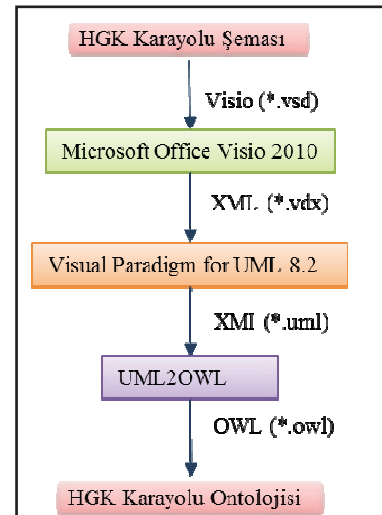 HGK Karayolu Şeması
Visio (*.vsd)
Microsoft Office Visio 2010
XML (*.vdx)
Visual Paradigm for UML 8.2
XMI (*.uml)
UML2OWL
OWL (*.owl)
HGK Karayolu Ontolojisi